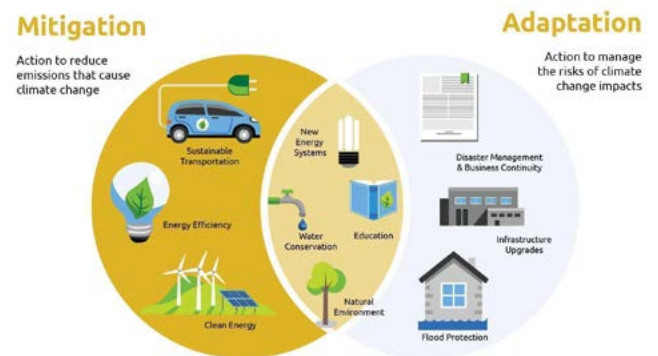 Mitigation
Action to reduce
emissions that cause
climate change
Adaptation
Action to manage
the risks of climate
change impacts
Sustainable
Transportation
Energy Efficiency
Clean Energy
New
Energy
Systems
Water
Conservation
Education
Natural
Environment
Disaster Management
& Business Continuity
Infrastructure
Upgrades
Flood Protection